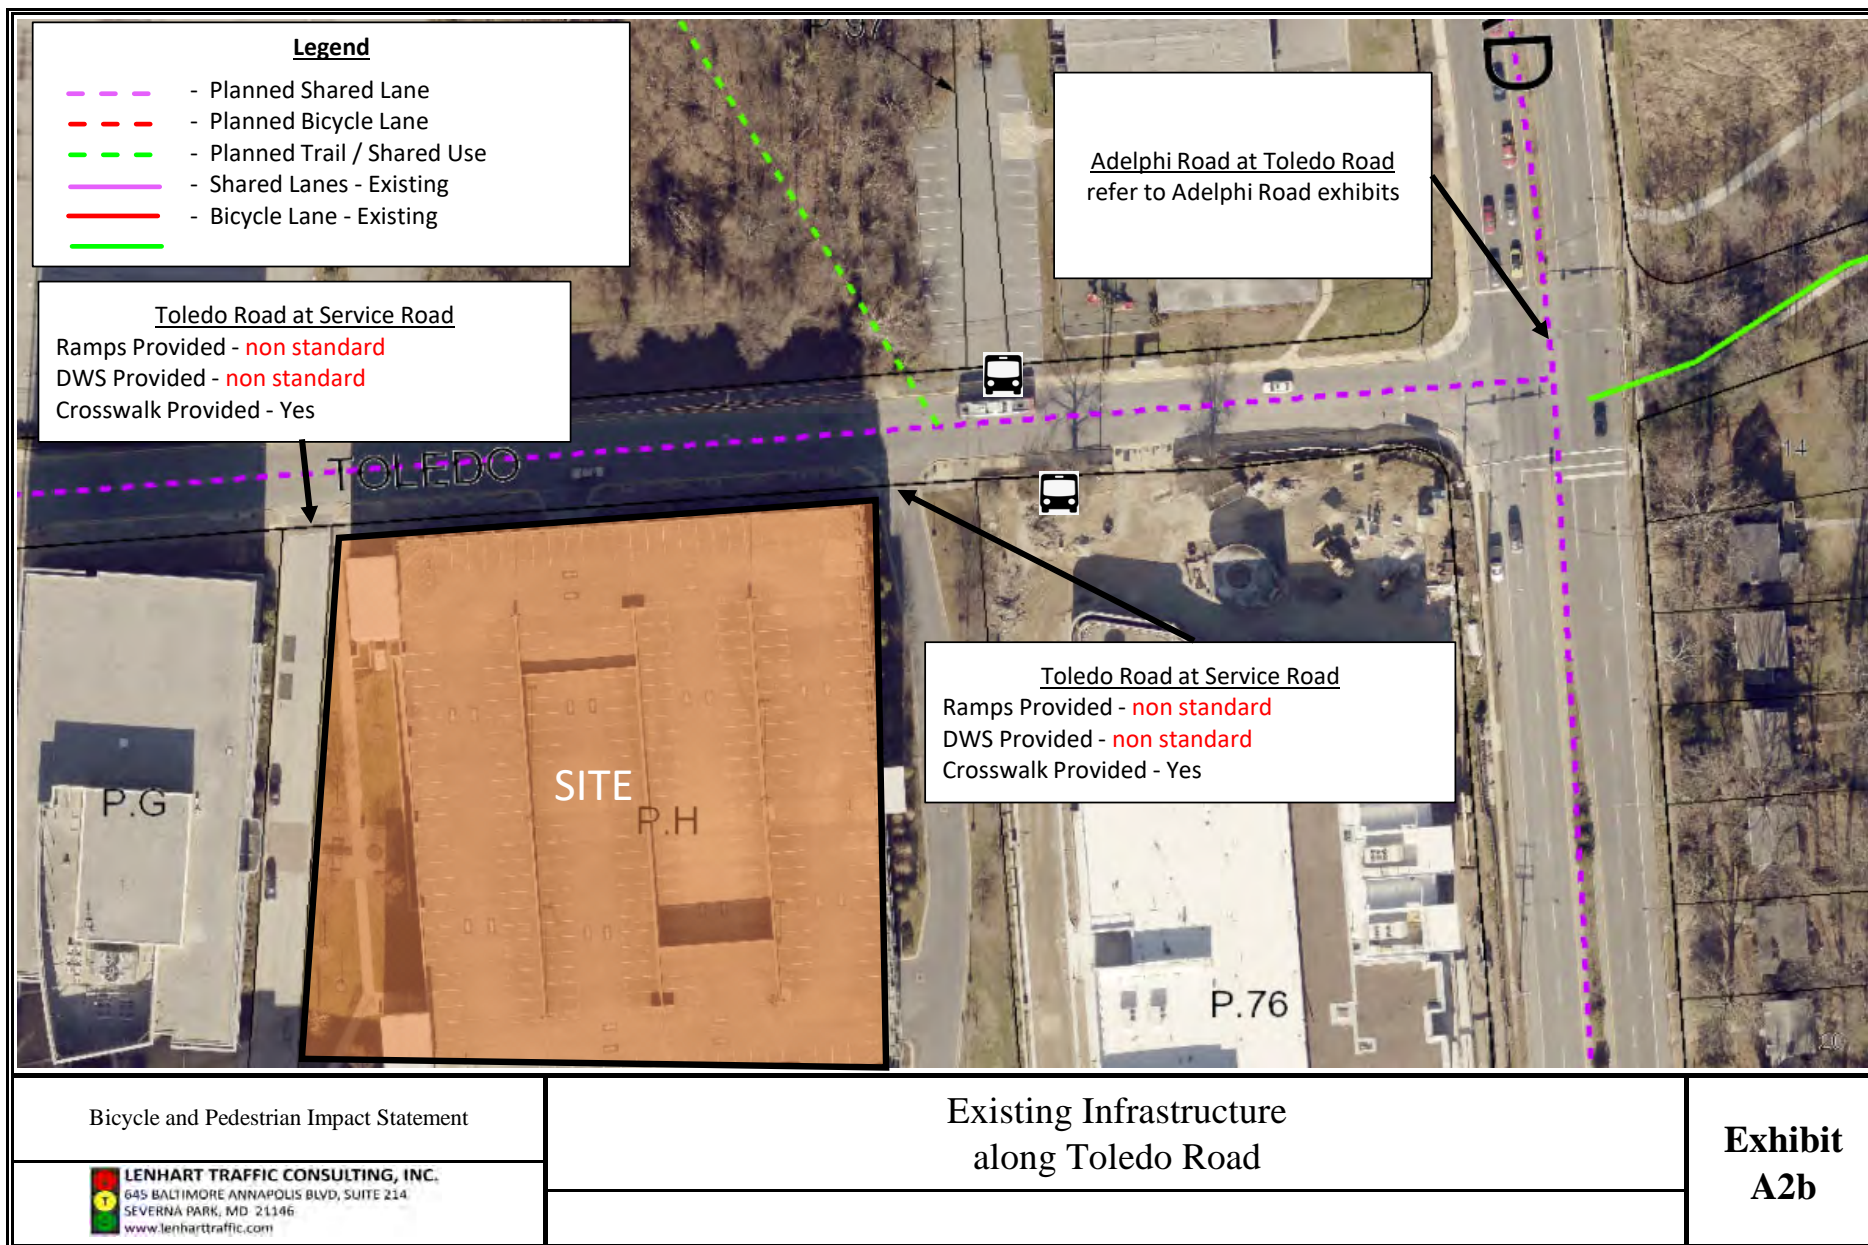 Legend
- Planned Shared Lane
- Planned Bicycle Lane
- Planned Trail / Shared Use
- Shared Lanes - Existing
- Bicycle Lane - Existing
P.97
D
Adelphi Road at Toledo Road
refer to Adelphi Road exhibits
Toledo Road at Service Road
Ramps Provided - non standard
DWS Provided - non standard
Crosswalk Provided - Yes
TOLEDO
14
Toledo Road at Service Road
Ramps Provided - non standard
DWS Provided - non standard
Crosswalk Provided - Yes
SITE
P.G
P.H
P.76
Bicycle and Pedestrian Impact Statement
LENHART TRAFFIC CONSULTING, INC.
645 BALTIMORE ANNAPOLIS BLVD, SUITE 214
SEVERNA PARK, MD 21146
www.lenharttraffic.com
Existing Infrastructure
along Toledo Road
Exhibit
A2b